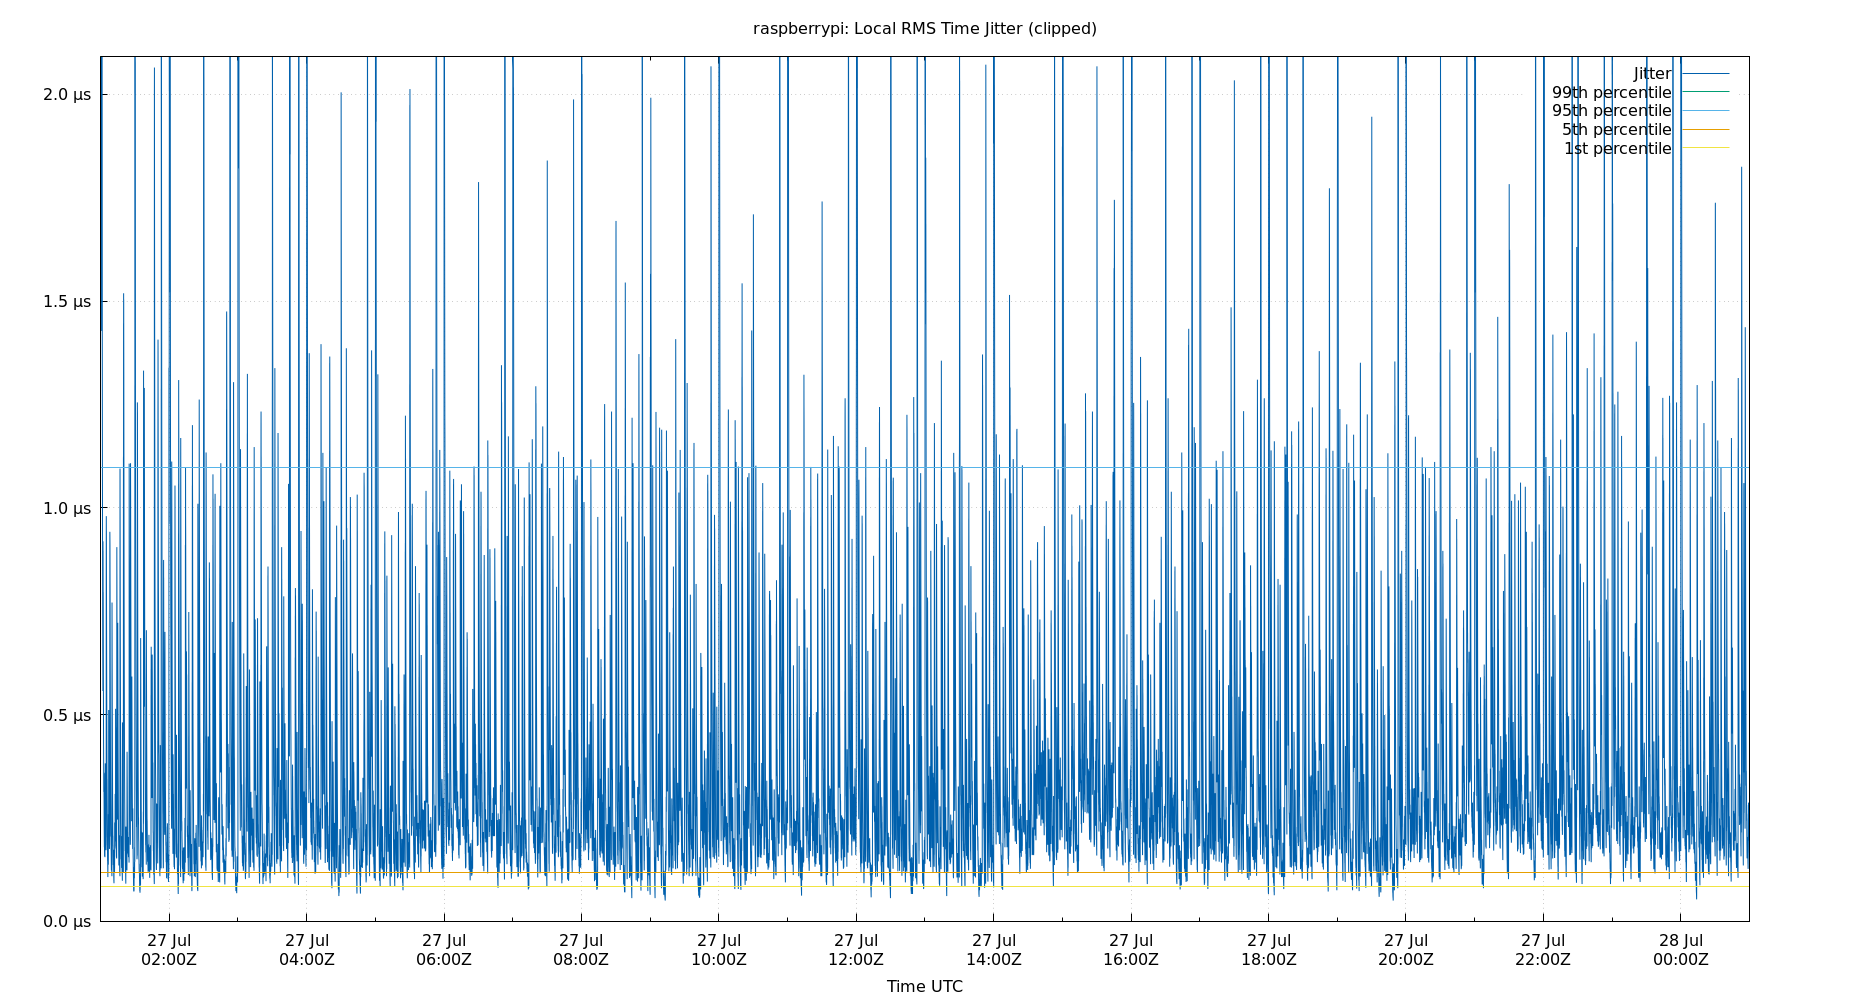 raspberrypi: Local RMS Time Jitter (clipped)
Jitter
99th percentile
95th percentile
5th percentile
1st percentile
2.0 µs
1.5 µs
1.0 µs
0.5 µs
0.0 µs
27 Jul 27 Jul 27 Jul 27 Jul 27 Jul 27 Jul 27 Jul 27 Jul 27 Jul 27 Jul 27 Jul 28 Jul
02:00Z 04:00Z 06:00Z 08:00Z 10:00Z 12:00Z 14:00Z 16:00Z 18:00Z 20:00Z 22:00Z 00:00Z
Time UTC